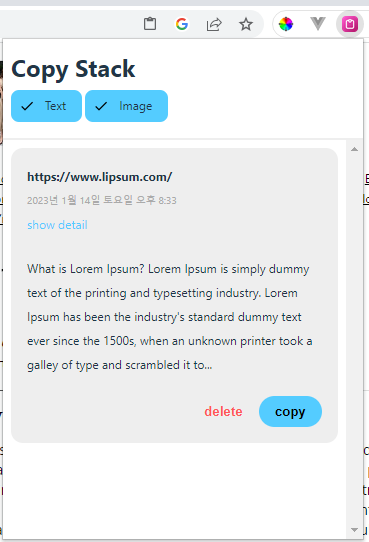 Copy Stack
Text
Image
https://www.lipsum.com/
2023년 1월 14일 토요일 오후 8:33
show detail
What is Lorem Ipsum? Lorem Ipsum is simply dummy
text of the printing and typesetting industry. Lorem
Ipsum has been the industry's standard dummy text
ever since the 1500s, when an unknown printer took a
galley of type and scrambled it to...
delete
copy